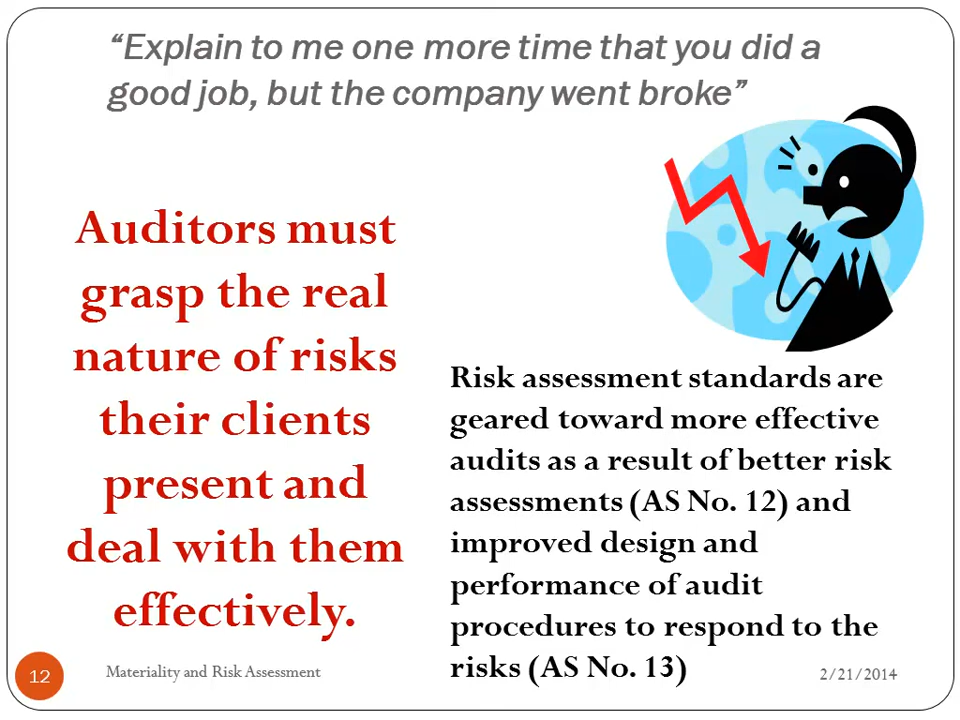 “Explain to me one more time that you did a
good job, but the company went broke”
Auditors must
grasp the real
nature of risks
their clients
present and
deal with them
effectively.
Risk assessment standards are
geared toward more effective
audits as a result of better risk
assessments (AS No. 12) and
improved design and
performance of audit
procedures to respond to the
risks (AS No. 13)
12
Materiality and Risk Assessment
2/21/2014